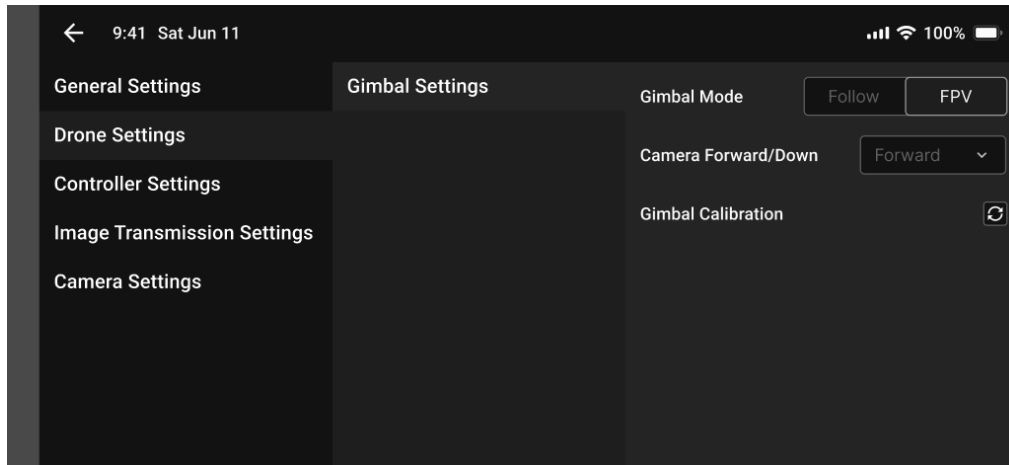 9:41 Sat Jun 11
100%
General Settings
Drone Settings
Controller Settings
Image Transmission Settings
Camera Settings
Gimbal Settings
Gimbal Mode
Follow
FPV
Camera Forward/Down
Forward
Gimbal Calibration